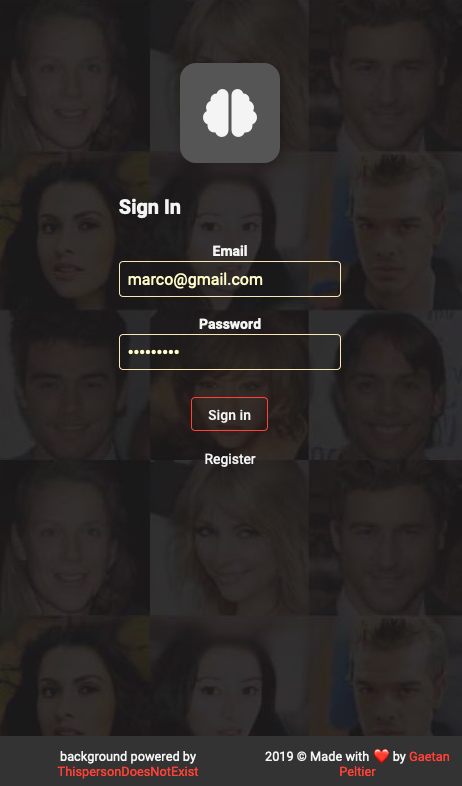 Sign In
Email
marco@gmail.com
Password
•••••••••
Sign in
Register
background powered by
ThispersonDoesNotExist
2019 © Made with ❤️ by Gaetan
Peltier